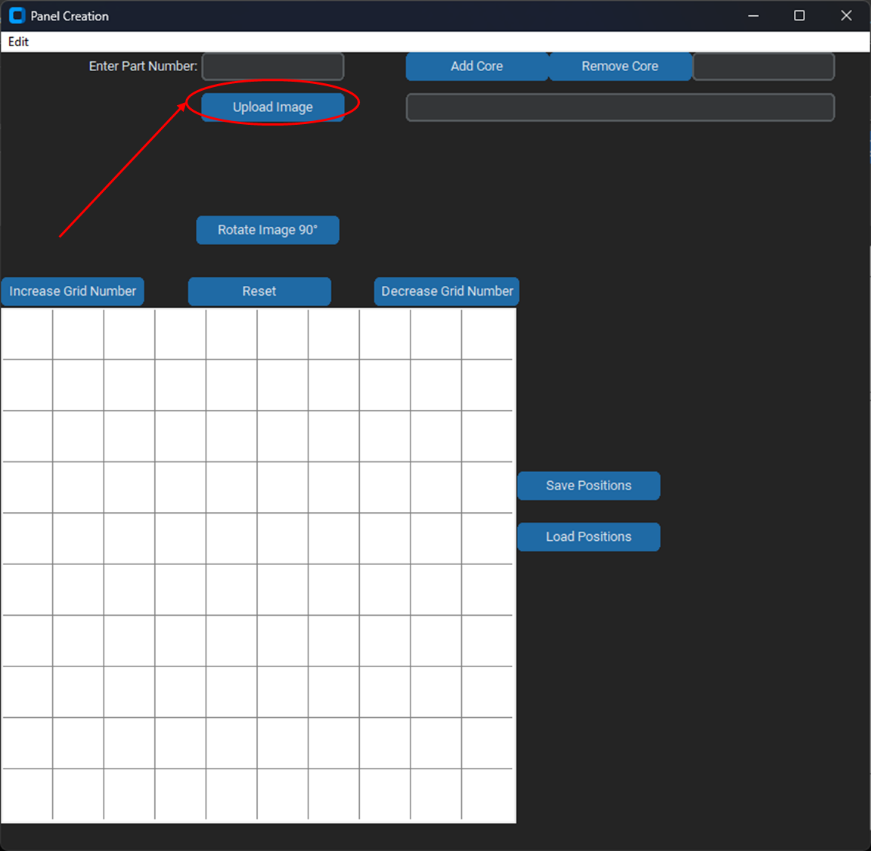 Panel Creation
Edit
Enter Part Number:
Add Core
Remove Core
Upload Image
Rotate Image 90°
Increase Grid Number
Reset
Decrease Grid Number
Save Positions
Load Positions